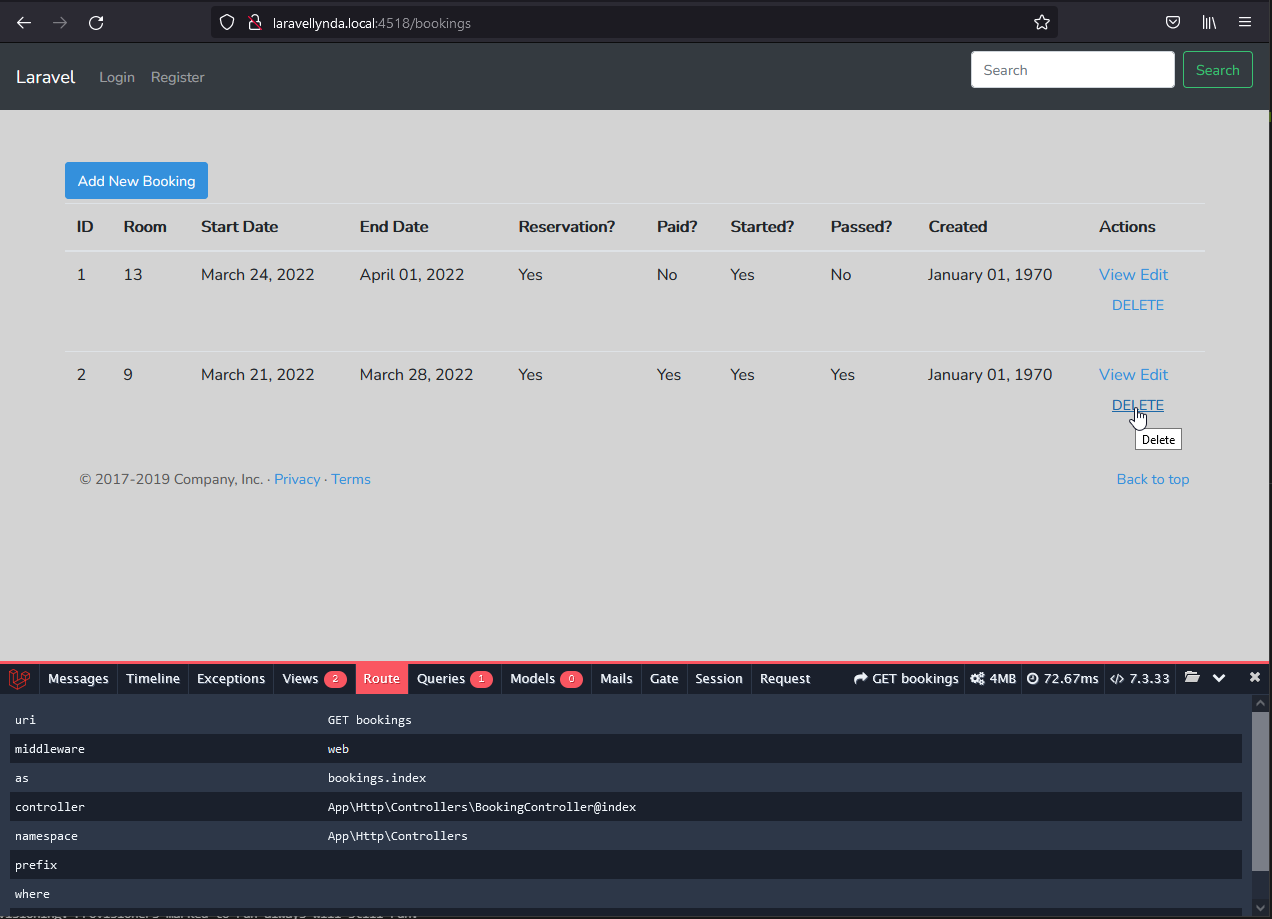 laravellynda.local:4518/bookings
Laravel Login Register Search Search
Add New Booking
ID Room Start Date End Date Reservation? Paid? Started? Passed? Created Actions
1 13 March 24, 2022 April 01, 2022 Yes No Yes No January 01, 1970 View Edit
DELETE
2 9 March 21, 2022 March 28, 2022 Yes Yes Yes Yes January 01, 1970 View Edit
DELETE
Delete
© 2017-2019 Company, Inc. · Privacy · Terms Back to top
Messages Timeline Exceptions Views 2 Route Queries 1 Models 0 Mails Gate Session Request GET bookings 4MB 72.67ms </> 7.3.33
uri GET bookings
middleware web
as bookings.index
controller App\Http\Controllers\BookingController@index
namespace App\Http\Controllers
prefix
where